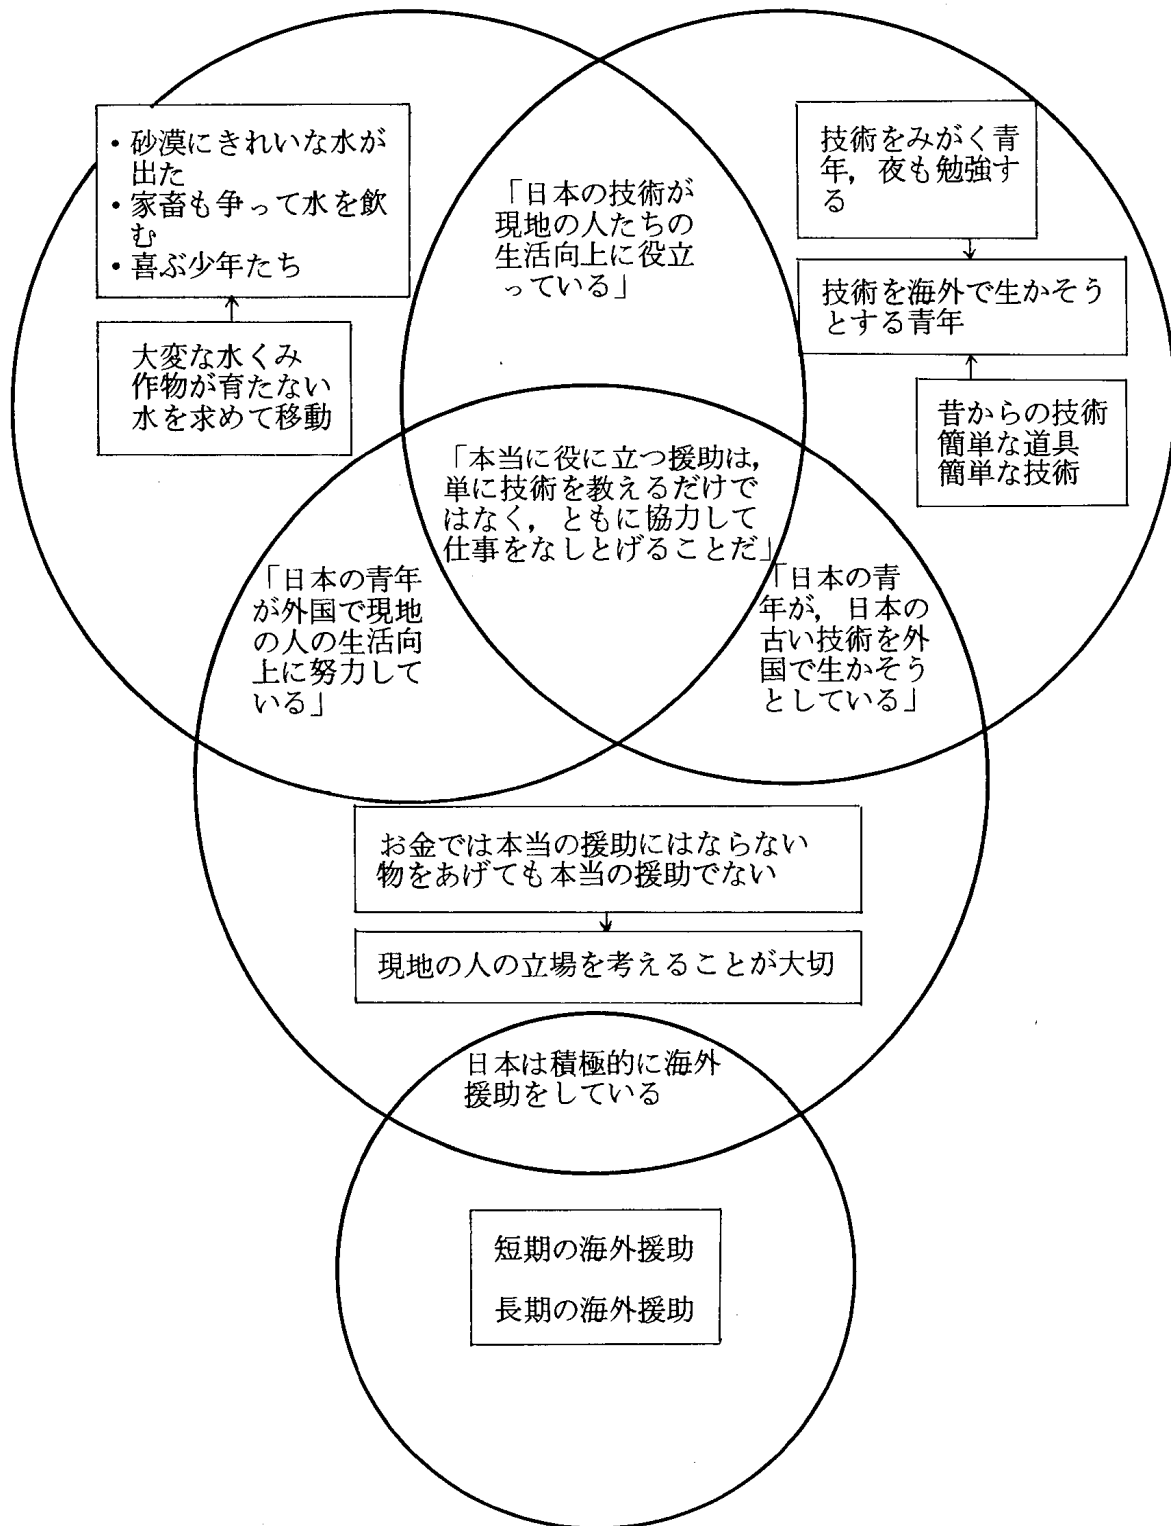 ・砂漠にきれいな水が
出た
・家畜も争って水を飲
む
・喜ぶ少年たち
大変な水くみ
作物が育たない
水を求めて移動
「日本の技術が
現地の人たちの
生活向上に役立
っている」
技術をみがく青
年，夜も勉強す
る
技術を海外で生かそう
とする青年
昔からの技術
簡単な道具
簡単な技術
「本当に役に立つ援助は，
単に技術を教えるだけで
はなく，ともに協力して
仕事をなしとげることだ」
「日本の青年
が外国で現地
の人の生活向
上に努力して
いる」
「日本の青
年が，日本の
古い技術を外
国で生かそう
としている」
お金では本当の援助にはならない
物をあげても本当の援助でない
現地の人の立場を考えることが大切
日本は積極的に海外
援助をしている
短期の海外援助
長期の海外援助